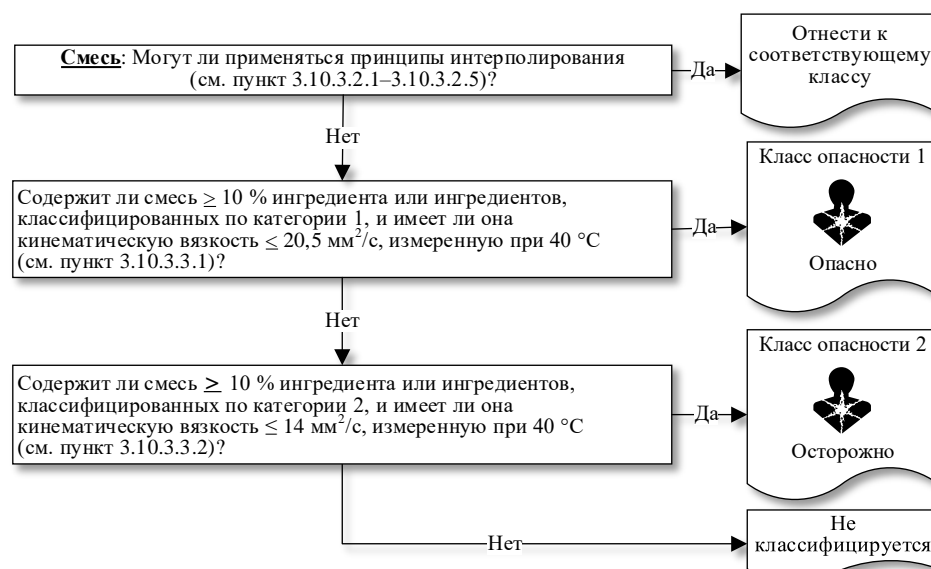 Смесь: Могут ли применяться принципы интерполирования
(см. пункт 3.10.3.2.1–3.10.3.2.5)?
Да
Отнести к
соответствующему
классу
Нет
Содержит ли смесь ≥ 10 % ингредиента или ингредиентов,
классифицированных по категории 1, и имеет ли она
кинематическую вязкость ≤ 20,5 мм²/с, измеренную при 40 °C
(см. пункт 3.10.3.3.1)?
Да
Класс опасности 1
Опасно
Нет
Содержит ли смесь ≥ 10 % ингредиента или ингредиентов,
классифицированных по категории 2, и имеет ли она
кинематическую вязкость ≤ 14 мм²/с, измеренную при 40 °C
(см. пункт 3.10.3.3.2)?
Да
Класс опасности 2
Осторожно
Нет
Не
классифицируется